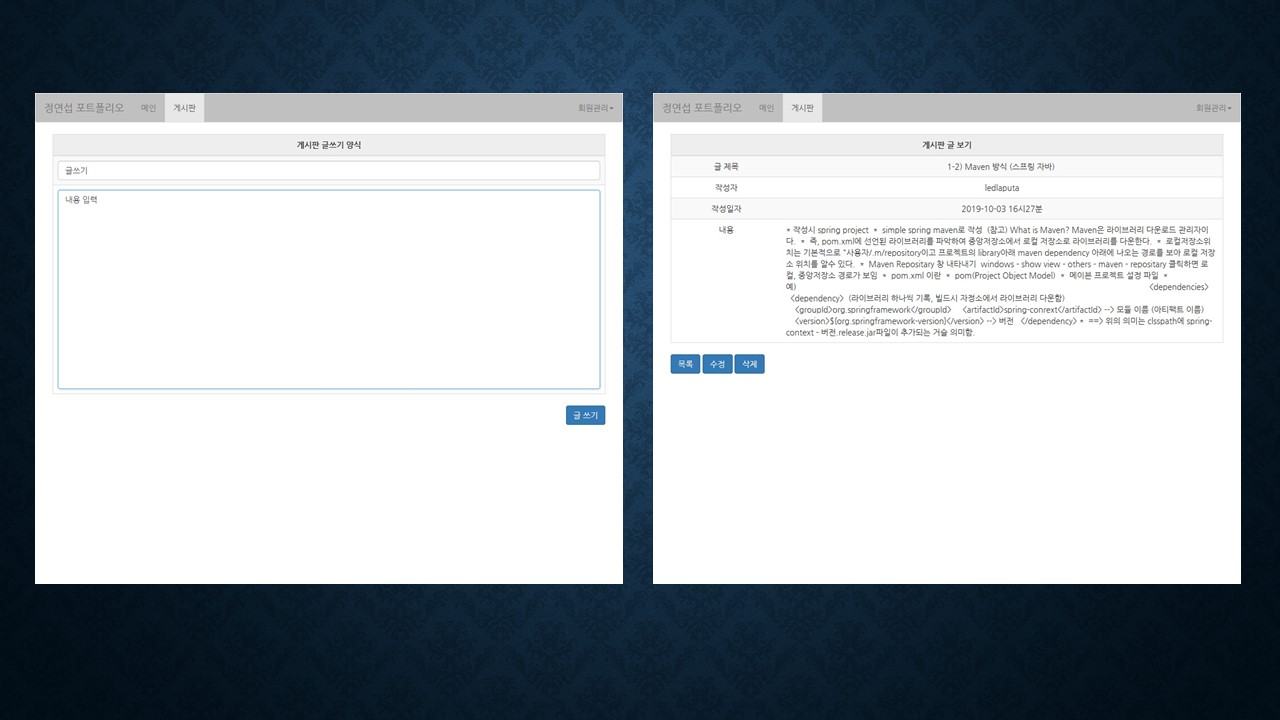 정연섭 포트폴리오 메인 게시판 회원관리
게시판 글쓰기 양식
글쓰기
내용 입력
글 쓰기
정연섭 포트폴리오 메인 게시판 회원관리
게시판 글 보기
글 제목 1-2) Maven 방식 (스프링 자바)
작성자 ledlaputa
작성일자 2019-10-03 16시27분
내용 * 작성시 spring project * simple spring maven로 작성 (참고) What is Maven? Maven은 라이브러리 다운로드 관리자이
다. * 즉, pom.xml에 선언된 라이브러리를 파악하여 중앙저장소에서 로컬 저장소로 라이브러리를 다운한다. * 로컬저장소위
치는 기본적으로 "사용자/.m/repository이고 프로젝트의 library아래 maven dependency 아래에 나오는 경로를 보아 로컬 저장
소 위치를 알수 있다. * Maven Repositary 창 내타내기 windows - show view - others - maven - repositary 클릭하면 로
컬, 중앙저장소 경로가 보임 * pom.xml 이란 * pom(Project Object Model) * 메이븐 프로젝트 설정 파일 *
예) <dependencies>
<dependency> (라이브러리 하나씩 기록, 빌드시 자정소에서 라이브러리 다운함)
<groupId>org.springframework</groupId> <artifactId>spring-conrext</artifactId> --> 모듈 이름 (아티팩트 이름)
<version>${org.springframework-version}</version> --> 버전 </dependency> * ==> 위의 의미는 clsspath에 spring-
context - 버전.release.jar파일이 추가되는 거슬 의미함.
목록 수정 삭제